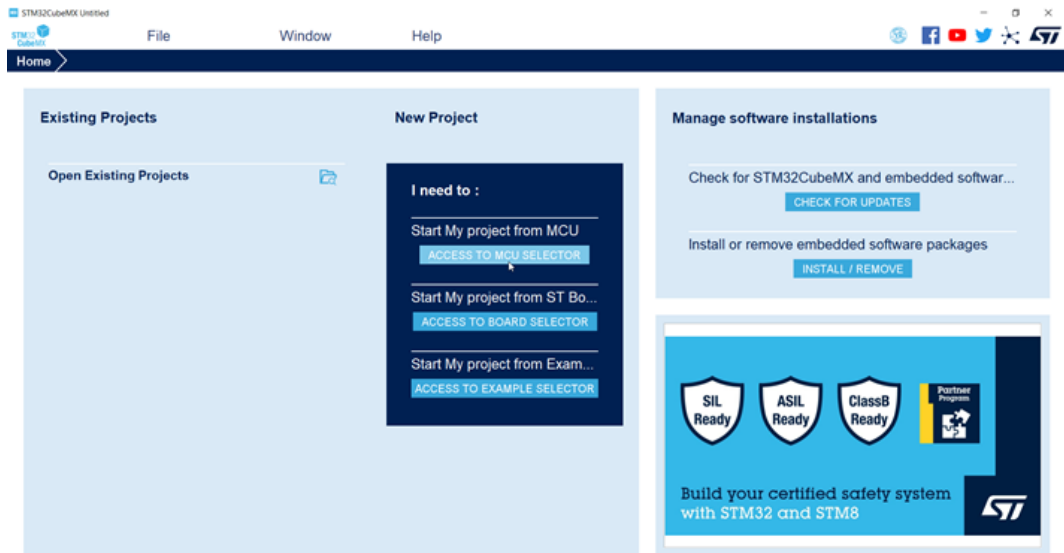 STM32CubeMX Untitled
STM32
CubeMX
File
Window
Help
Home
Existing Projects
Open Existing Projects
New Project
I need to :
Start My project from MCU
ACCESS TO MCU SELECTOR
Start My project from ST Bo...
ACCESS TO BOARD SELECTOR
Start My project from Exam...
ACCESS TO EXAMPLE SELECTOR
Manage software installations
Check for STM32CubeMX and embedded softwar...
CHECK FOR UPDATES
Install or remove embedded software packages
INSTALL / REMOVE
SIL
Ready
ASIL
Ready
ClassB
Ready
Partner
Program
Build your certified safety system
with STM32 and STM8